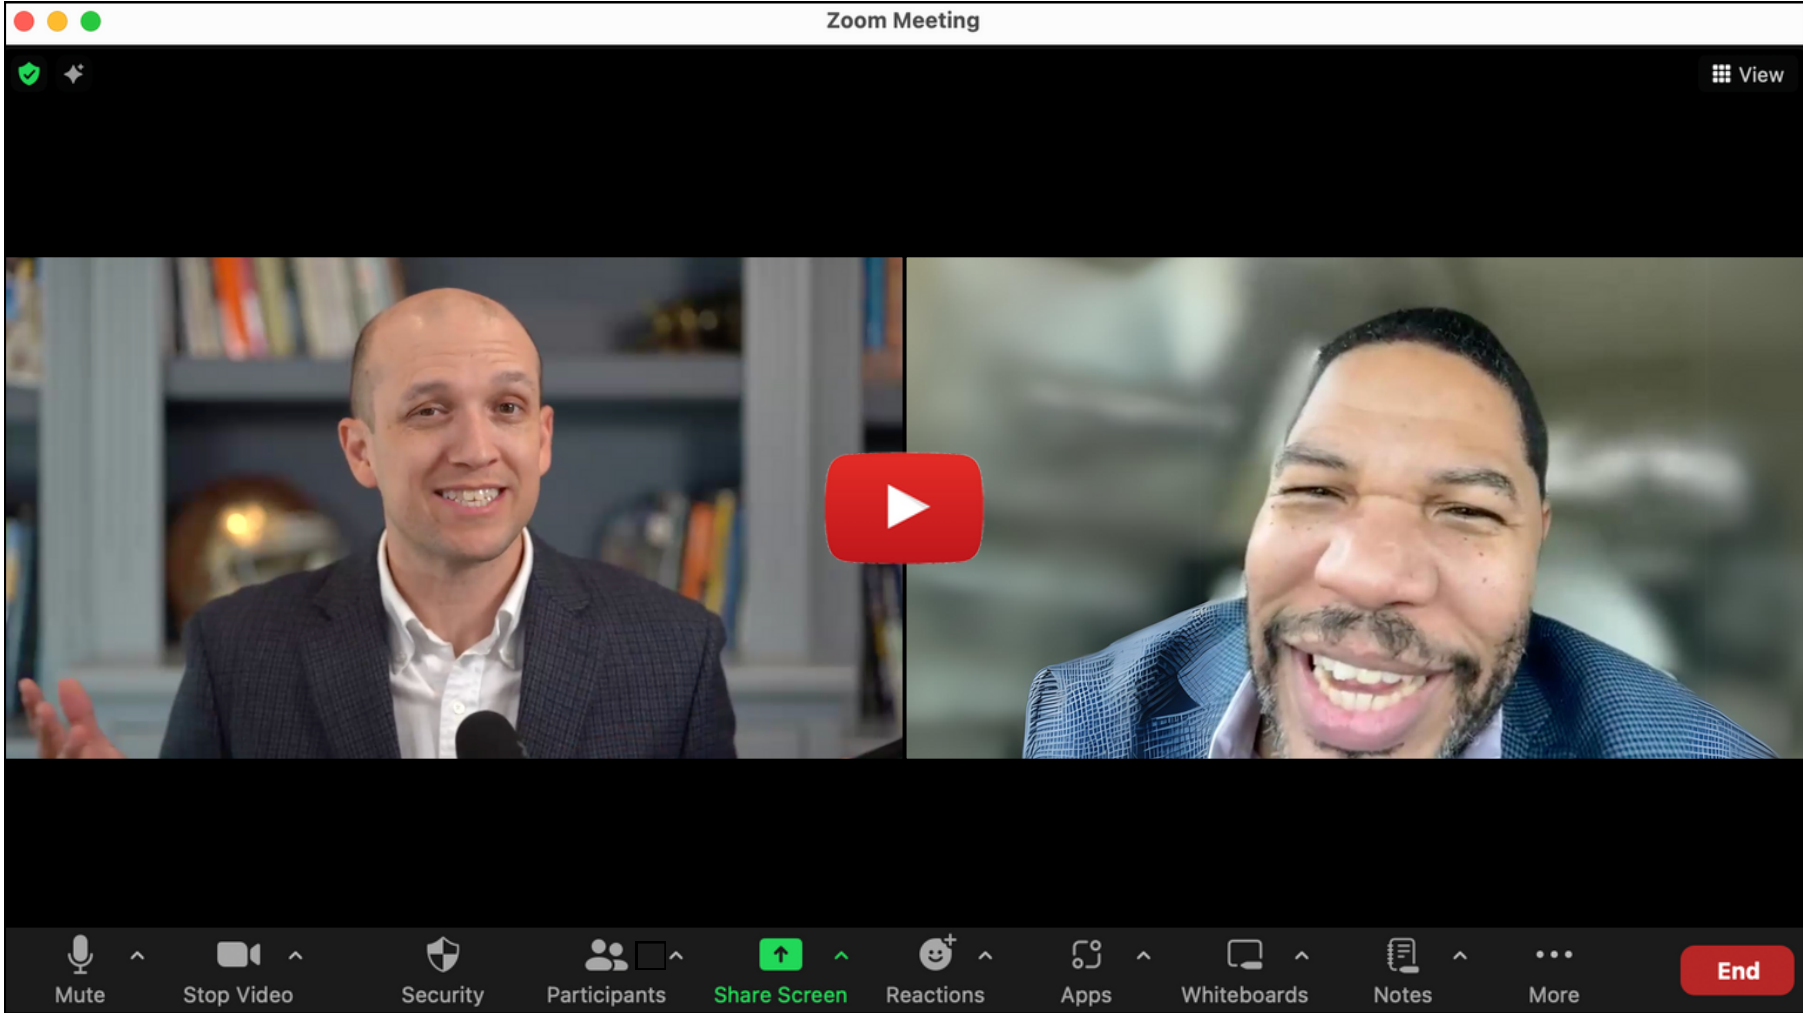 Zoom Meeting
View
Mute
Stop Video
Security
Participants
Share Screen
Reactions
Apps
Whiteboards
Notes
More
End